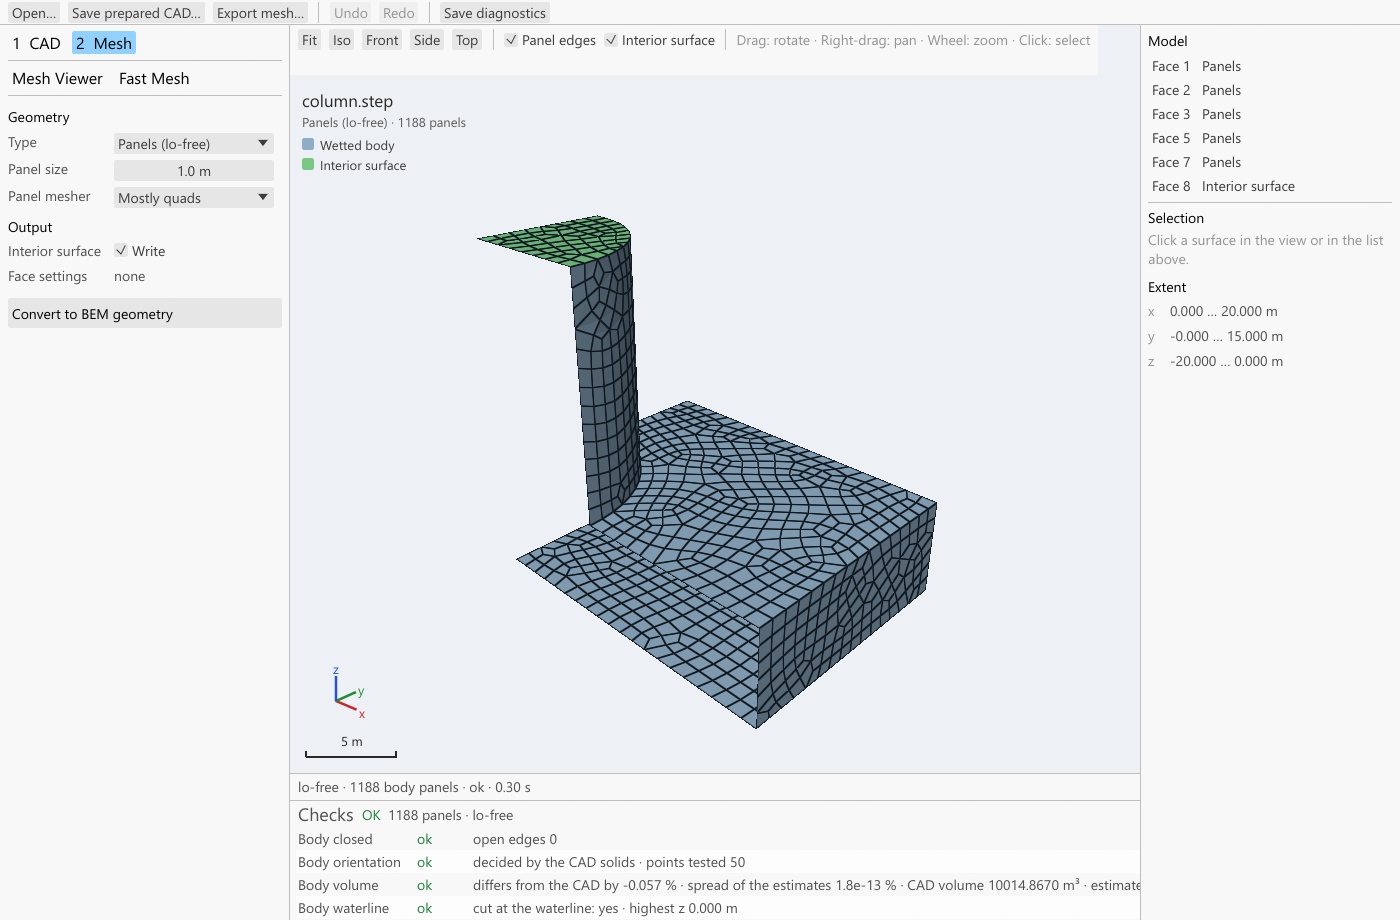 Open... Save prepared CAD... Export mesh... Undo Redo Save diagnostics
1 CAD 2 Mesh
Mesh Viewer Fast Mesh
Geometry
Type Panels (lo-free)
Panel size 1.0 m
Panel mesher Mostly quads
Output
Interior surface Write
Face settings none
Convert to BEM geometry
Fit Iso Front Side Top Panel edges Interior surface Drag: rotate · Right-drag: pan · Wheel: zoom · Click: select
column.step
Panels (lo-free) · 1188 panels
Wetted body
Interior surface
z
y
x
5 m
lo-free · 1188 body panels · ok · 0.30 s
Checks OK 1188 panels · lo-free
Body closed ok open edges 0
Body orientation ok decided by the CAD solids · points tested 50
Body volume ok differs from the CAD by -0.057 % · spread of the estimates 1.8e-13 % · CAD volume 10014.8670 m³ · estimate
Body waterline ok cut at the waterline: yes · highest z 0.000 m
Model
Face 1 Panels
Face 2 Panels
Face 3 Panels
Face 5 Panels
Face 7 Panels
Face 8 Interior surface
Selection
Click a surface in the view or in the list
above.
Extent
x 0.000 ... 20.000 m
y -0.000 ... 15.000 m
z -20.000 ... 0.000 m